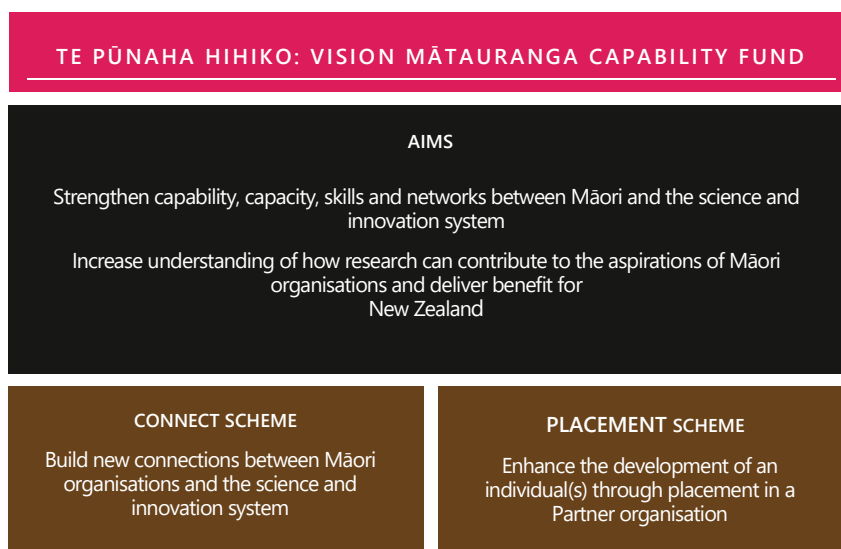 TE PŪNAHA HIHIKO: VISION MĀTAURANGA CAPABILITY FUND
AIMS
Strengthen capability, capacity, skills and networks between Māori and the science and
innovation system
Increase understanding of how research can contribute to the aspirations of Māori
organisations and deliver benefit for
New Zealand
CONNECT SCHEME
Build new connections between Māori
organisations and the science and
innovation system
PLACEMENT SCHEME
Enhance the development of an
individual(s) through placement in a
Partner organisation